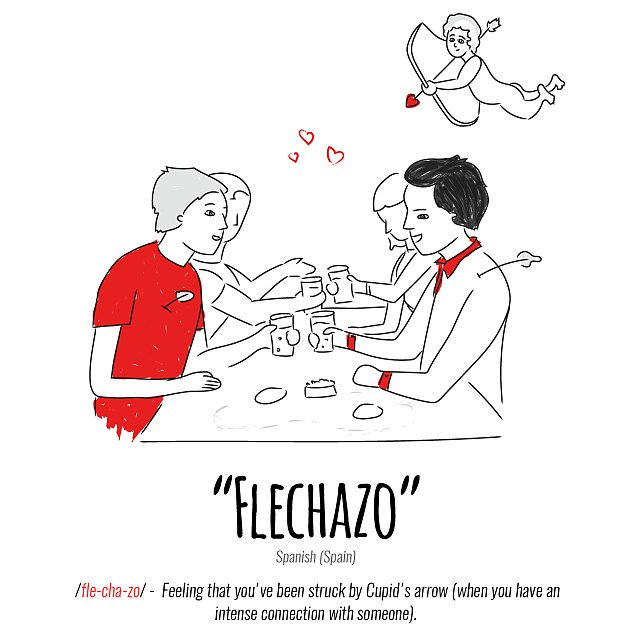 "Flechazo"
Spanish (Spain)
/fle-cha-zo/ - Feeling that you've been struck by Cupid's arrow (when you have an
intense connection with someone).